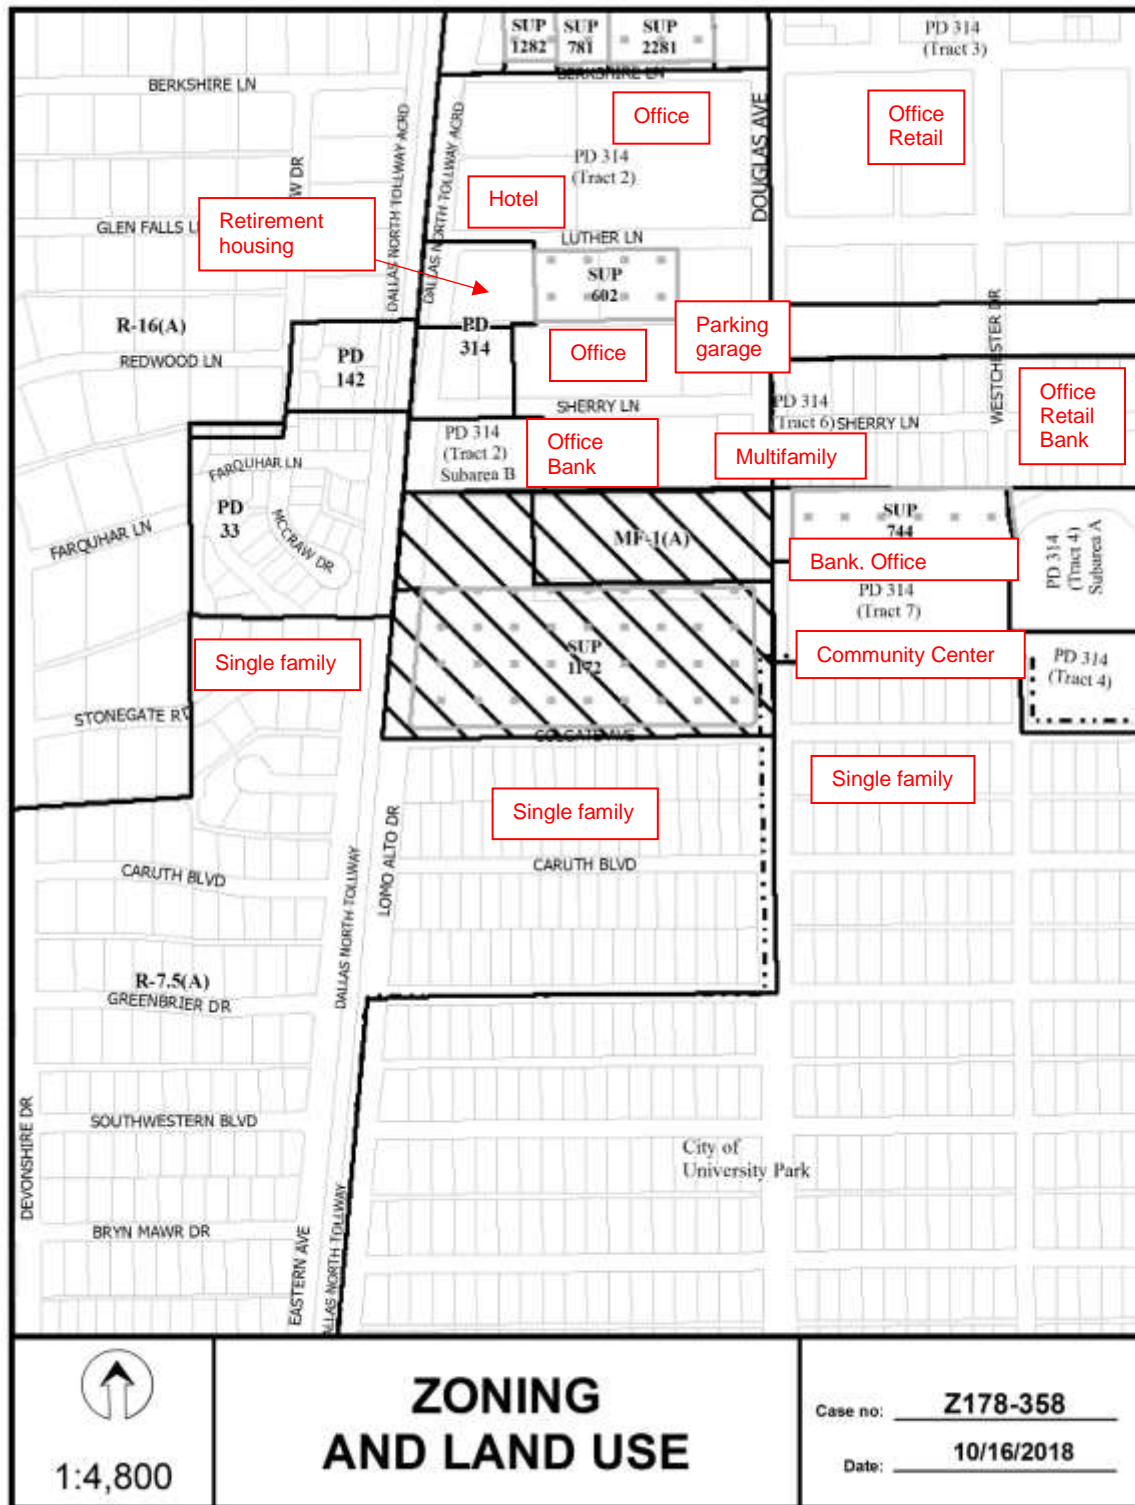 SUP
1282
SUP
781
SUP
2281
PD 314
(Tract 3)
BERKSHIRE LN
BERKSHIRE LN
Office
Office
Retail
DALLAS NORTH TOLLWAY ACRD
DALLAS NORTH TOLLWAY ACRD
DOUGLAS AVE
PD 314
(Tract 2)
W DR
Hotel
Retirement
housing
GLEN FALLS L
LUTHER LN
SUP
602
R-16(A)
REDWOOD LN
PD
142
PD
314
Office
Parking
garage
WESTCHESTER DR
Office
Retail
Bank
SHERRY LN
PD 314
(Tract 6)
SHERRY LN
PD 314
(Tract 2)
Subarea B
Office
Bank
Multifamily
FARQUHAR LN
PD
33
MCCRAW DR
FARQUHAR LN
MF-1(A)
SUP
744
Bank. Office
PD 314
(Tract 4)
Subarea A
PD 314
(Tract 7)
Single family
SUP
1172
Community Center
PD 314
(Tract 4)
STONEGATE RD
COLGATE AVE
Single family
Single family
LOMO ALTO DR
CARUTH BLVD
CARUTH BLVD
DALLAS NORTH TOLLWAY
R-7.5(A)
GREENBRIER DR
DEVONSHIRE DR
SOUTHWESTERN BLVD
City of
University Park
BRYN MAWR DR
EASTERN AVE
LLAS NORTH TOLLWAY
1:4,800
ZONING
AND LAND USE
Case no: Z178-358
Date: 10/16/2018